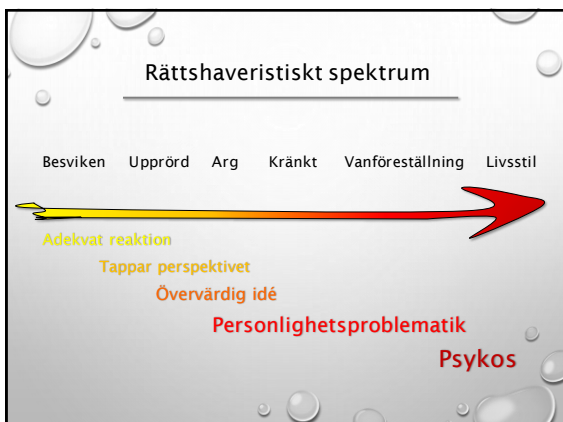 Rättshaveristiskt spektrum
Besviken Upprörd Arg Kränkt Vanföreställning Livsstil
Adekvat reaktion
Tappar perspektivet
Övervärdig idé
Personlighetsproblematik
Psykos